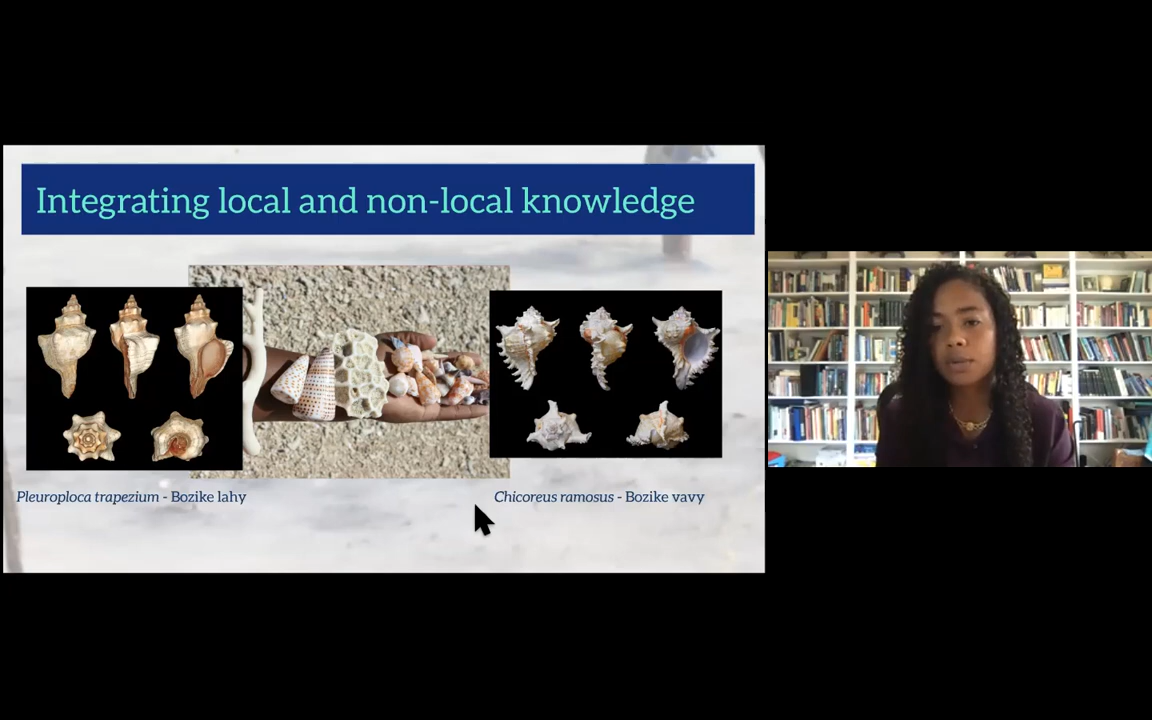 Integrating local and non-local knowledge
Pleuroploca trapezium - Bozike lahy
Chicoreus ramosus - Bozike vavy